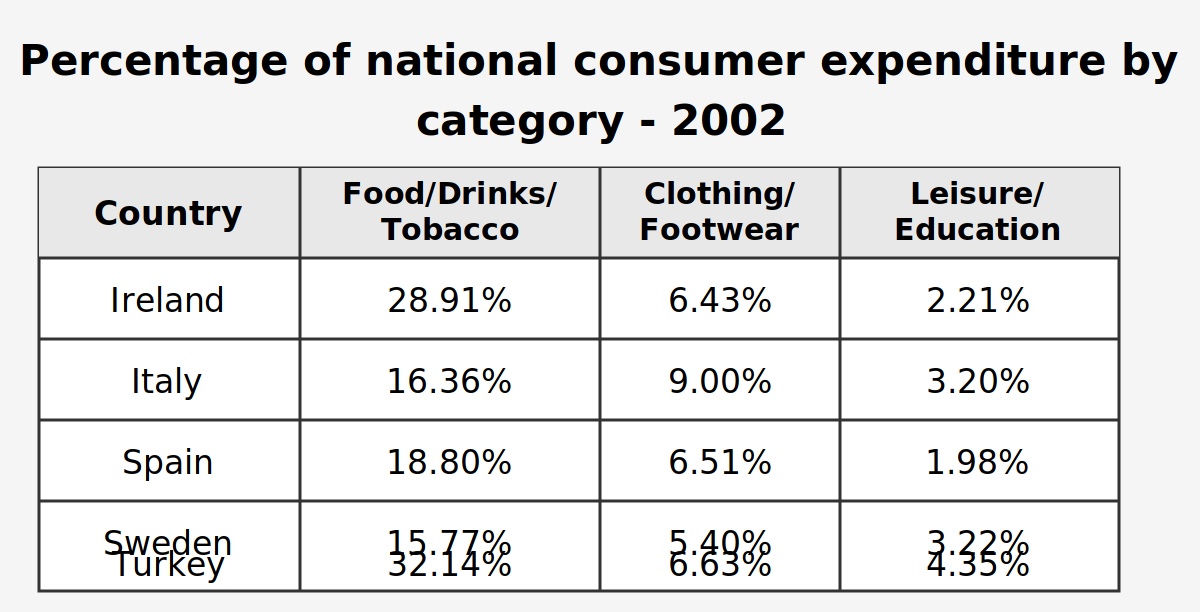 Percentage of national consumer expenditure by
category - 2002
Country Food/Drinks/ Clothing/ Leisure/
Tobacco Footwear Education
Ireland 28.91% 6.43% 2.21%
Italy 16.36% 9.00% 3.20%
Spain 18.80% 6.51% 1.98%
Sweden 15.77% 5.40% 3.22%
Turkey 32.14% 6.63% 4.35%